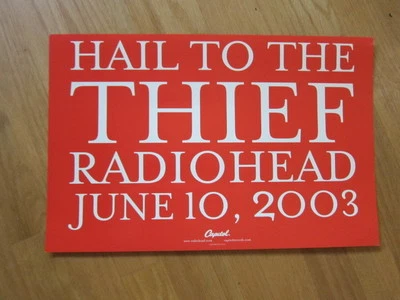 HAIL TO THE
THIEF
RADIOHEAD
JUNE 10, 2003
Capitol.